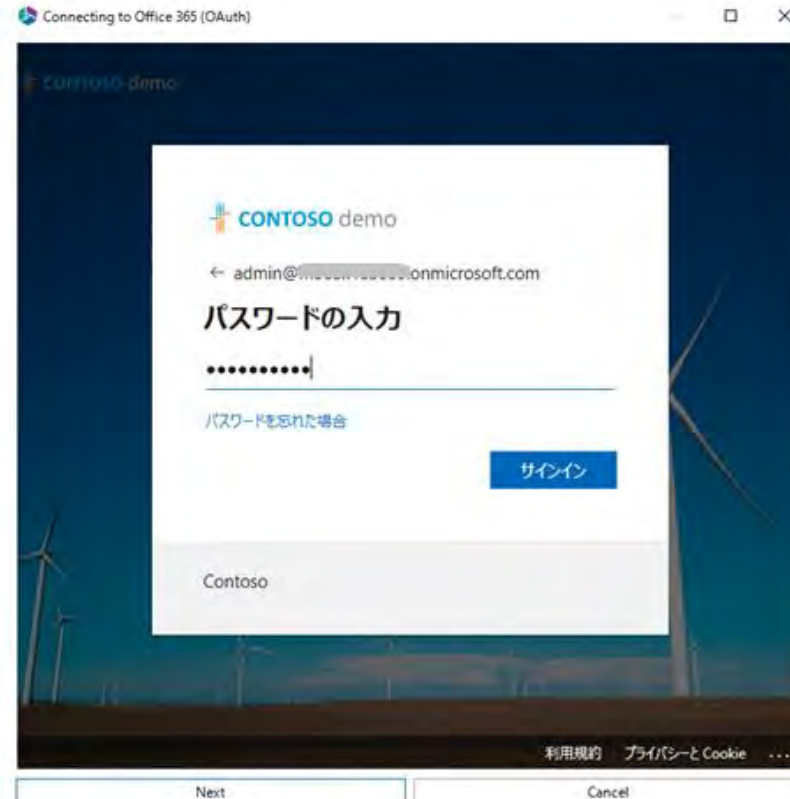 Connecting to Office 365 (OAuth)
CONTOSO demo
CONTOSO demo
← admin@ onmicrosoft.com
パスワードの入力
••••••••••
パスワードを忘れた場合
サインイン
Contoso
利用規約 プライバシーと Cookie ...
Next Cancel